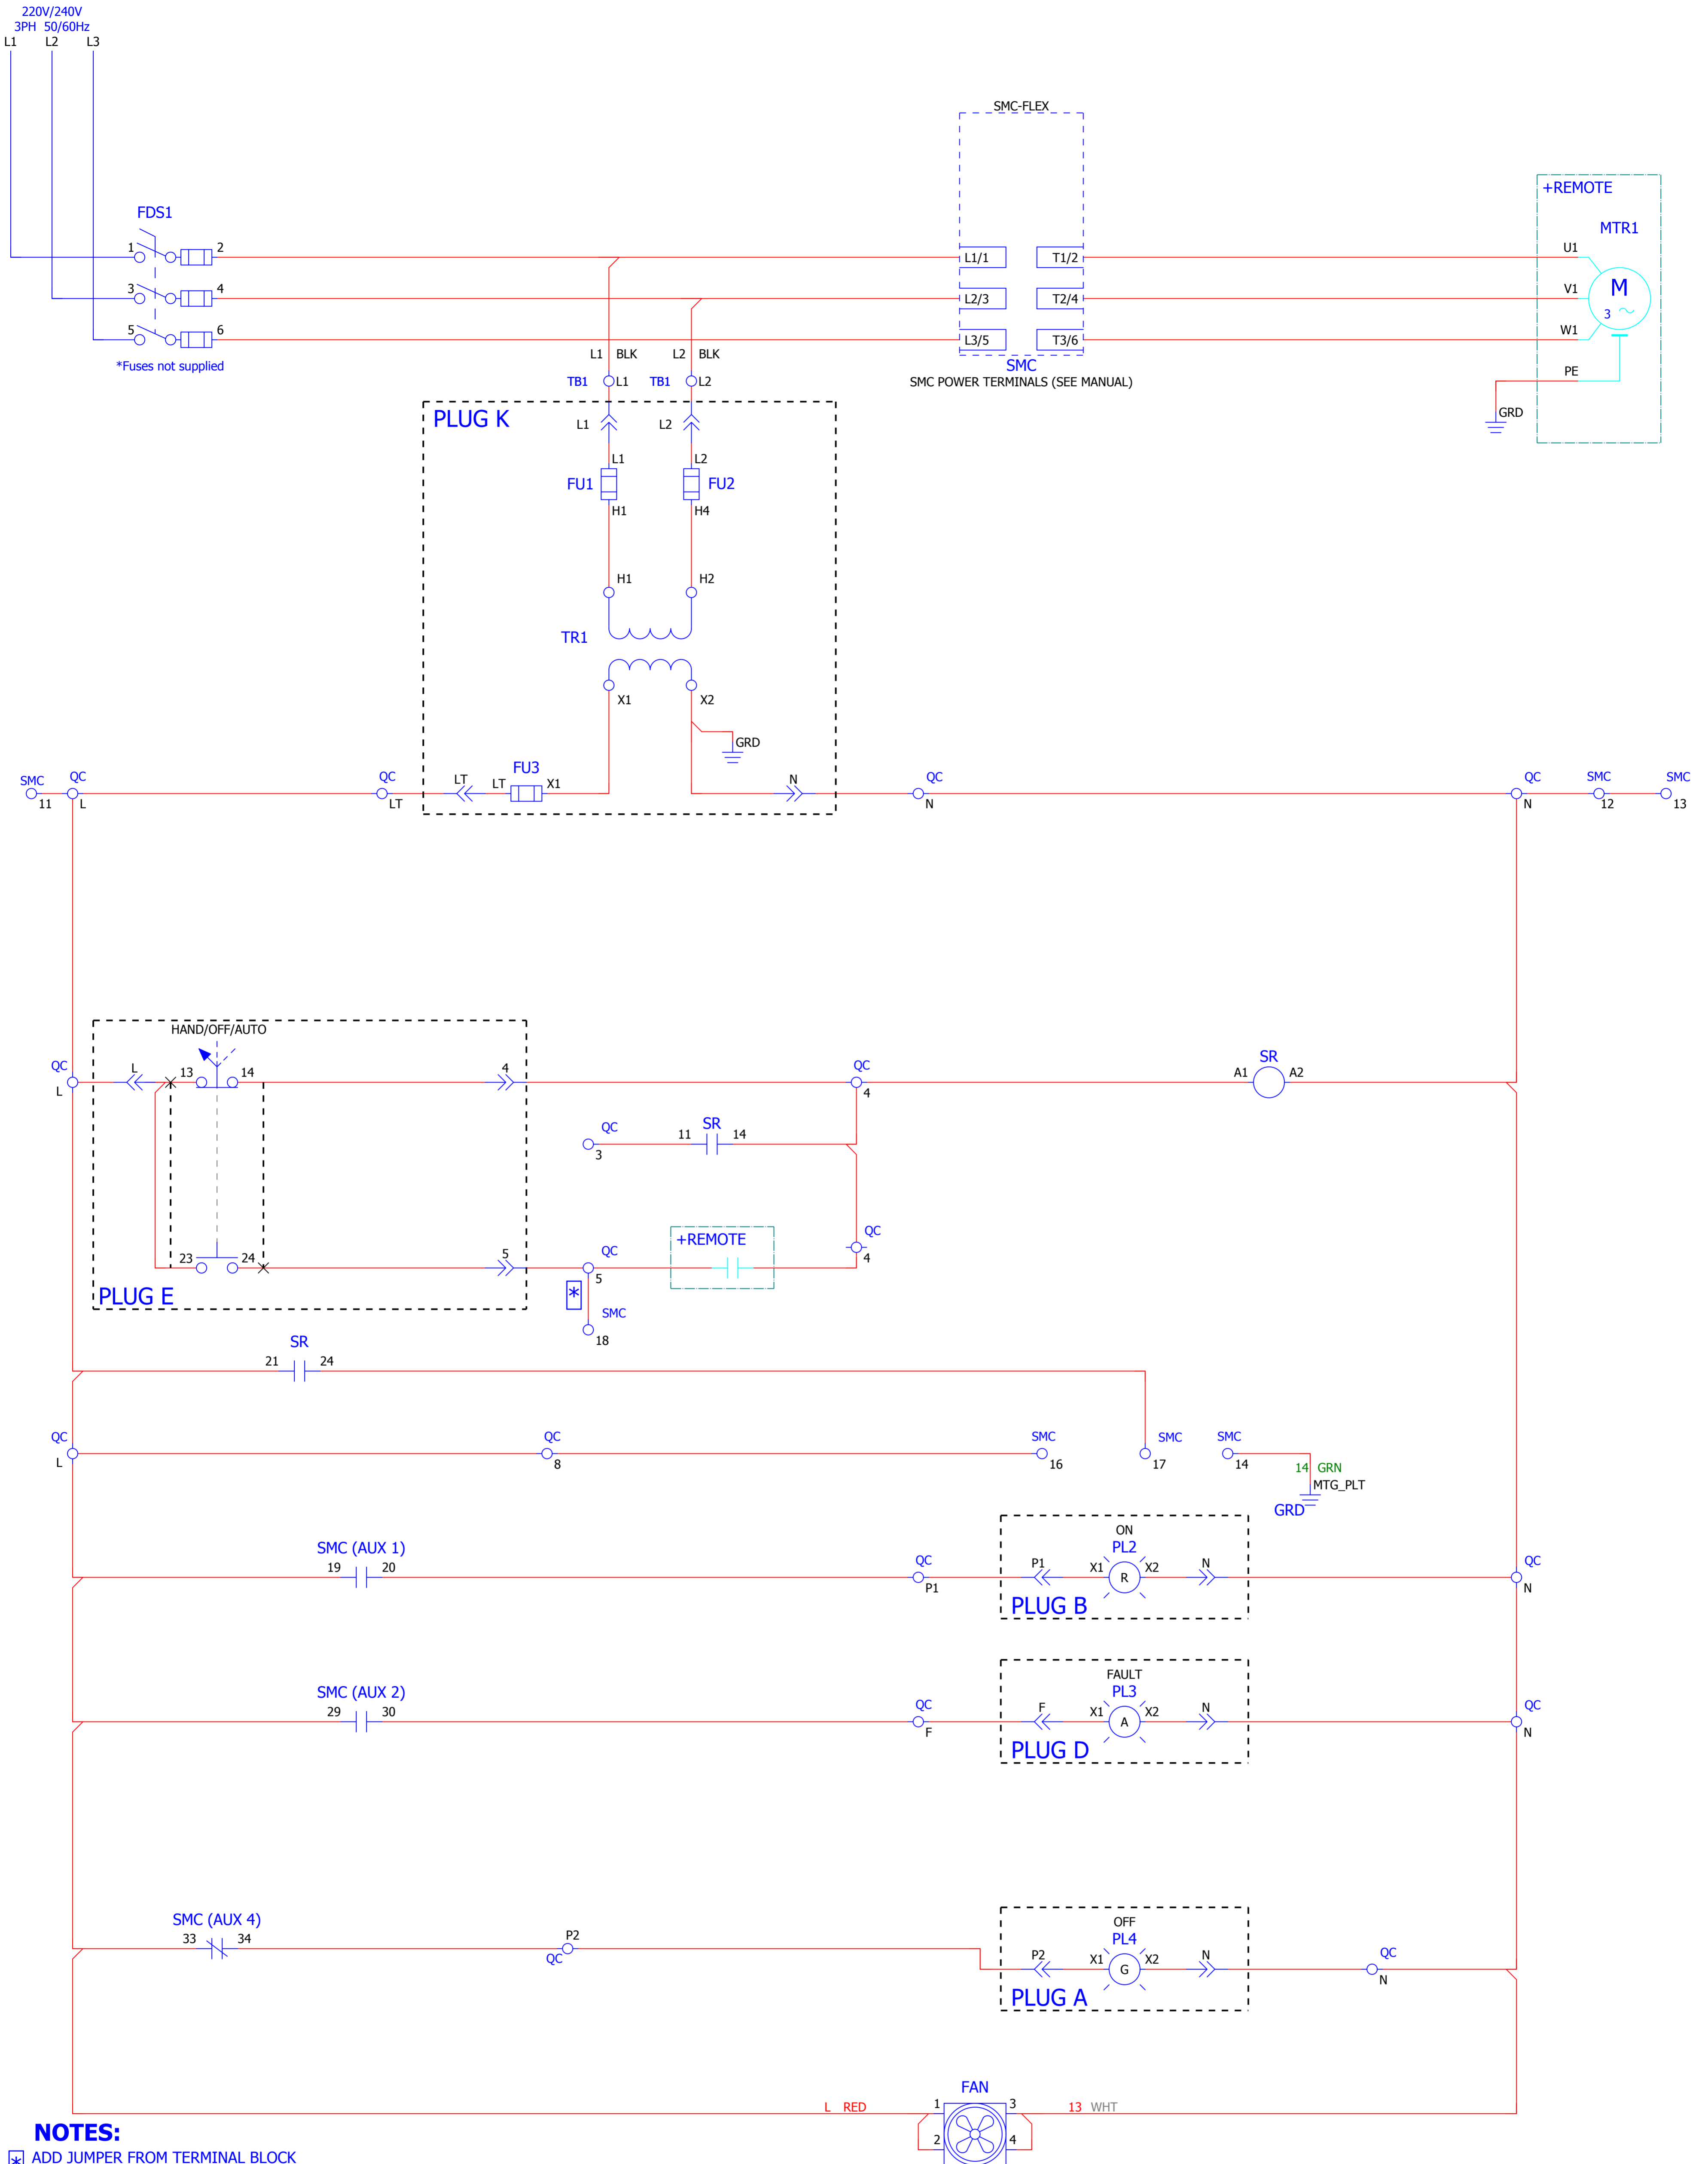 220V/240V
3PH 50/60Hz
L1 L2 L3
SMC-FLEX
+REMOTE
MTR1
FDS1
1 2
L1/1 T1/2
U1
3 4
L2/3 T2/4
V1
M
3
5 6
L3/5 T3/6
W1
*Fuses not supplied
L1 BLK L2 BLK
SMC
SMC POWER TERMINALS (SEE MANUAL)
PE
GRD
TB1 L1 TB1 L2
PLUG K
L1 L2
L1 L2
FU1 FU2
H1 H4
H1 H2
TR1
X1 X2
GRD
SMC QC QC LT LT FU3 X1 N QC QC SMC SMC
11 L LT N N 12 13
HAND/OFF/AUTO
QC L 13 14 4 QC SR
L 4 A1 A2
QC 11 SR 14
3
QC
4
+REMOTE
23 24 5 QC
5
PLUG E
*
SMC
18
SR
21 24
QC QC SMC SMC SMC
L 8 16 17 14
14 GRN
MTG_PLT
GRD
ON
SMC (AUX 1)
PL2
19 20 QC P1 X1 R X2 N QC
P1 N
PLUG B
FAULT
SMC (AUX 2)
PL3
29 30 QC F X1 A X2 N QC
F N
PLUG D
SMC (AUX 4)
OFF
PL4
33 34 P2
QC
P2 X1 G X2 N QC
N
PLUG A
FAN
L RED 1 3 13 WHT
2 4
NOTES:
* ADD JUMPER FROM TERMINAL BLOCK